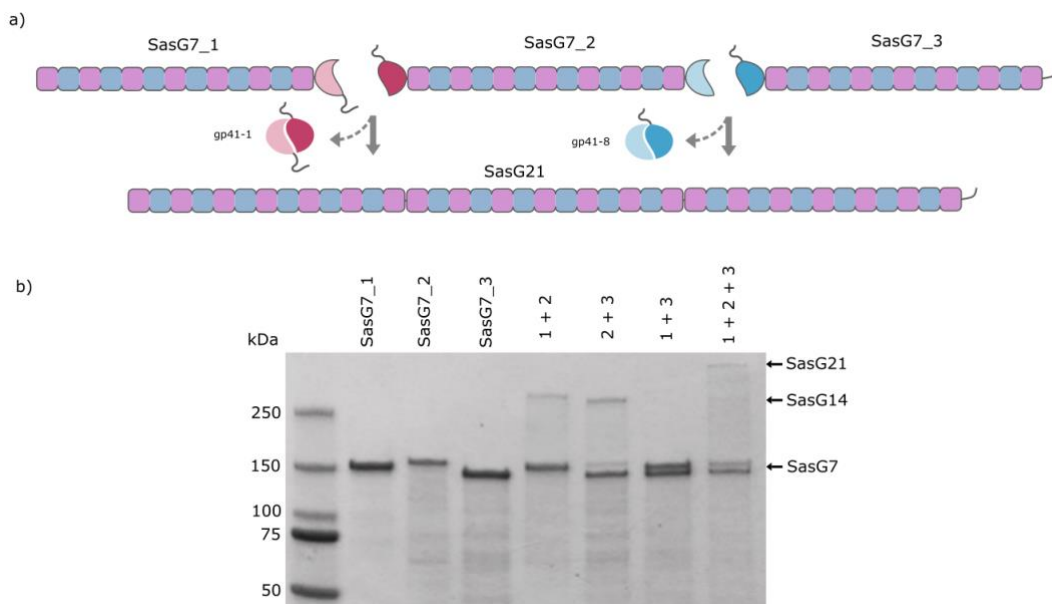 a)
SasG7_1
SasG7_2
SasG7_3
gp41-1
gp41-8
SasG21
b)
SasG7_1
SasG7_2
SasG7_3
1 + 2
2 + 3
1 + 3
1 + 2 + 3
kDa
250
150
100
75
50
SasG21
SasG14
SasG7